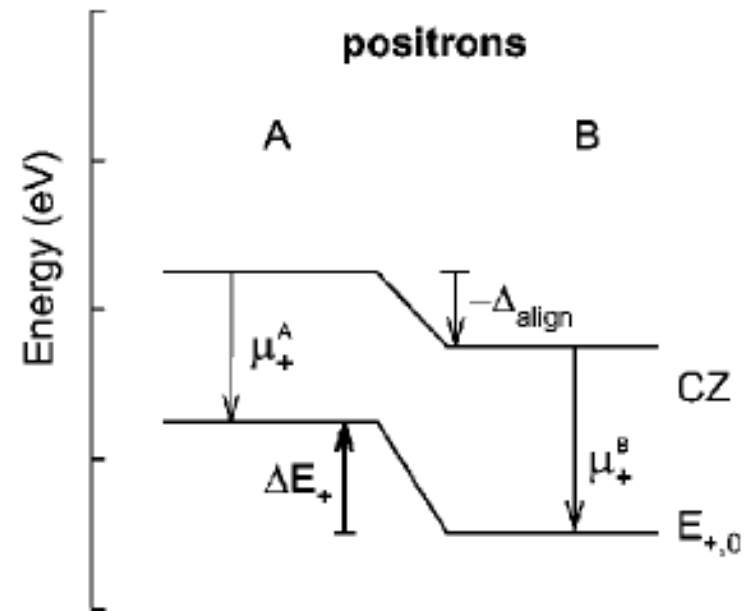 positrons
A
B
Energy (eV)
−Δalign
μ+A
CZ
ΔE+
μ+B
E+,0